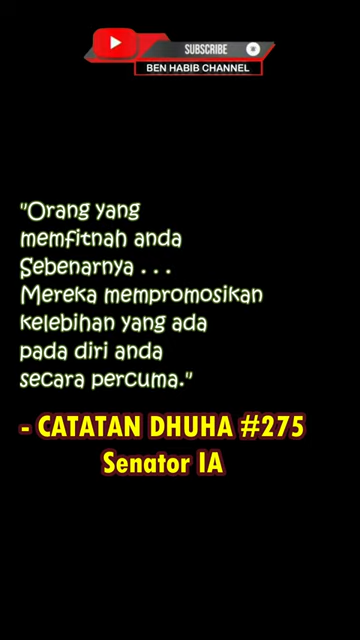 SUBSCRIBE
BEN HABIB CHANNEL
"Orang yang
memfitnah anda
Sebenarnya . . .
Mereka mempromosikan
kelebihan yang ada
pada diri anda
secara percuma."
- CATATAN DHUHA #275
Senator IA